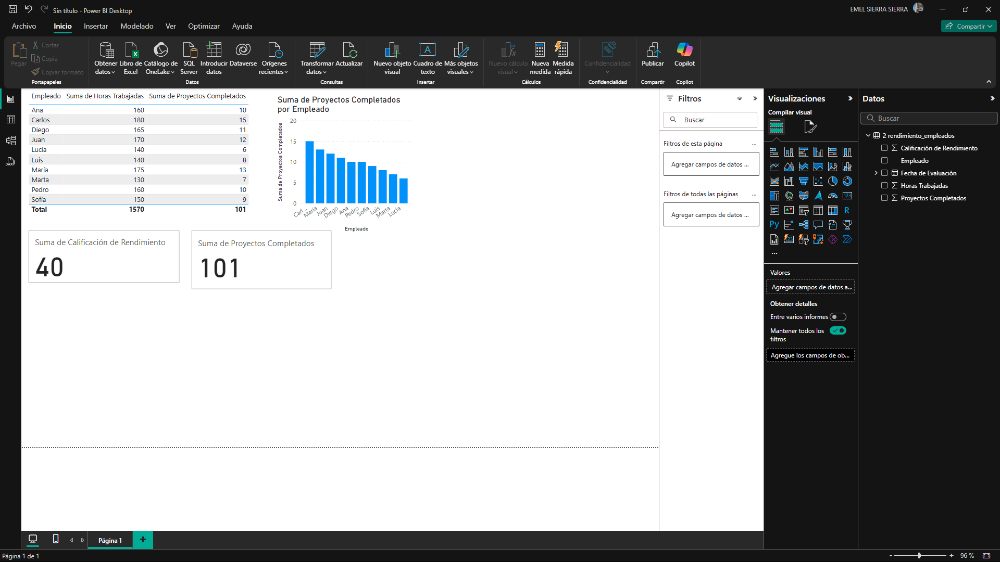 Sin título - Power BI Desktop
EMEL SIERRA SIERRA
Archivo Inicio Insertar Modelado Ver Optimizar Ayuda
Compartir
Pegar
Cortar
Copia
Copiar formato
Portapapeles
Obtener datos
Libro de Excel
Catálogo de OneLake
SQL Server
Introducir datos
Dataverse
Orígenes recientes
Datos
Transformar datos
Actualizar
Consultas
Nuevo objeto visual
Cuadro de texto
Más objetos visuales
Insertar
Nuevo cálculo visual
Nueva medida
Medida rápida
Cálculos
Confidencialidad
Confidencialidad
Publicar
Compartir
Copilot
Copilot
Empleado Suma de Horas Trabajadas Suma de Proyectos Completados
Ana 160 10
Carlos 180 15
Diego 165 11
Juan 170 12
Lucía 140 6
Luis 140 8
María 175 13
Marta 130 7
Pedro 160 10
Sofía 150 9
Total 1570 101
Suma de Proyectos Completados
por Empleado
Suma de Proyectos Completados
20
15
10
5
0
Carl... María Juan Diego Ana Pedro Sofía Luis Marta Lucía
Empleado
Suma de Calificación de Rendimiento
40
Suma de Proyectos Completados
101
Filtros
Buscar
Filtros de esta página ...
Agregar campos de datos ...
Filtros de todas las páginas ...
Agregar campos de datos ...
Visualizaciones
Compilar visual
123
R
Py
123
...
Valores
Agregar campos de datos a...
Obtener detalles
Entre varios informes
Mantener todos los
filtros
Agregue los campos de ob...
Datos
Buscar
2 rendimiento_empleados
Calificación de Rendimiento
Empleado
Fecha de Evaluación
Horas Trabajadas
Proyectos Completados
DAX
Página 1
+
Página 1 de 1
- + 96 %